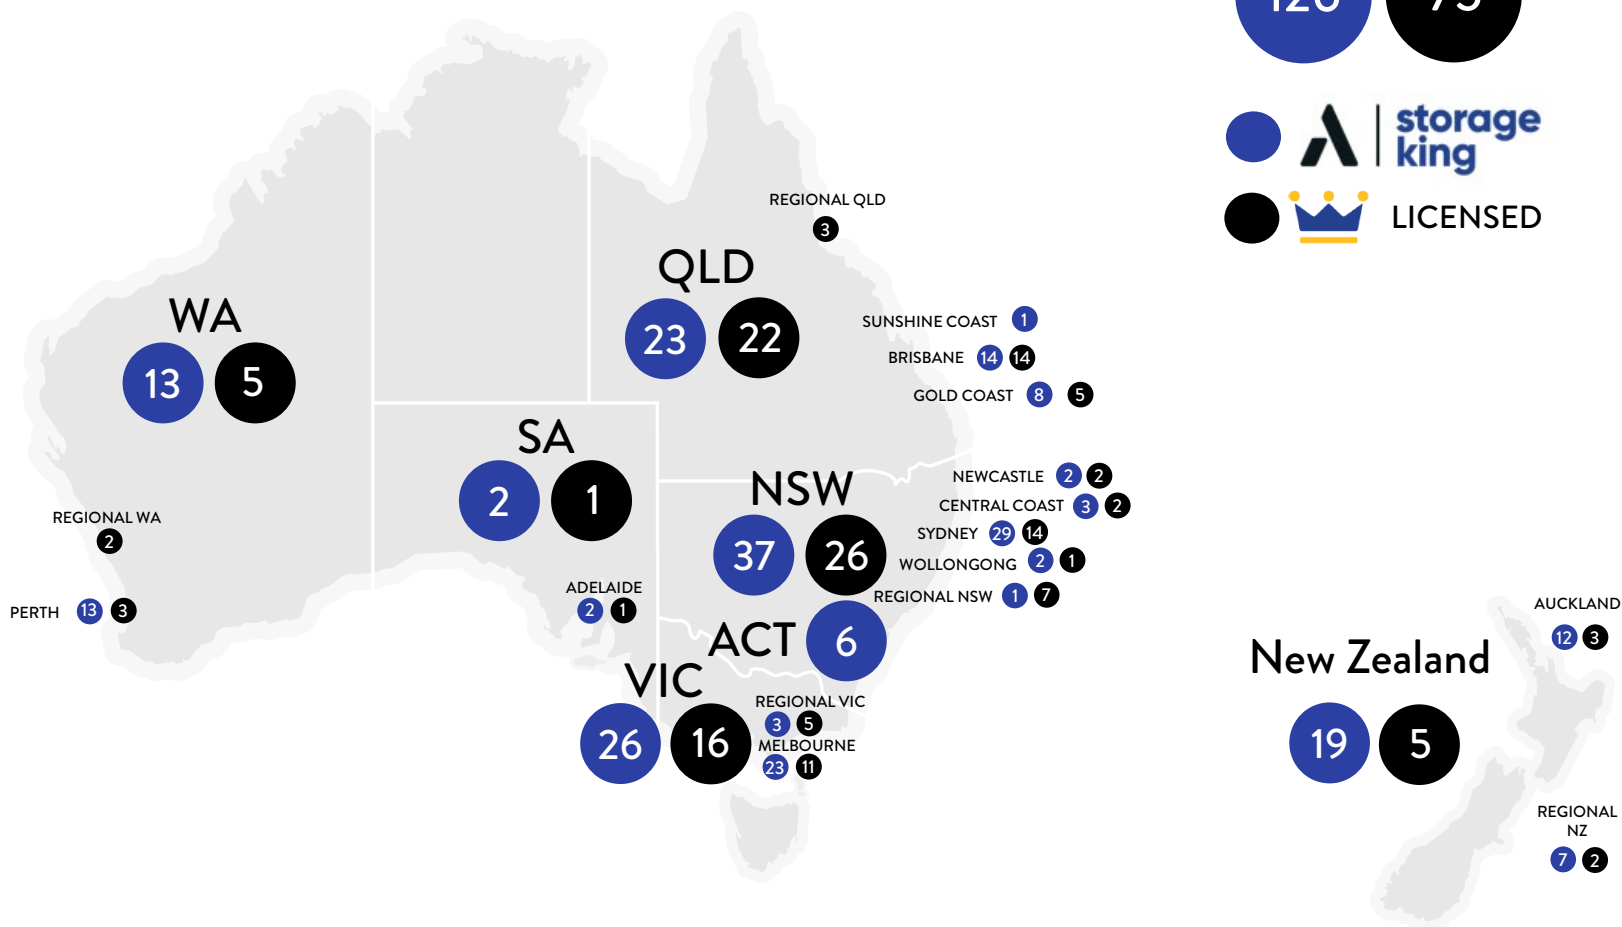 126 75
storage
king
LICENSED
REGIONAL QLD
3
QLD
23 22
SUNSHINE COAST 1
BRISBANE 14 14
GOLD COAST 8 5
WA
13 5
SA
2 1
NSW
37 26
NEWCASTLE 2 2
CENTRAL COAST 3 2
SYDNEY 29 14
WOLLONGONG 2 1
REGIONAL NSW 1 7
REGIONAL WA
2
PERTH 13 3
ADELAIDE
2 1
ACT 6
VIC
26 16
REGIONAL VIC
3 5
MELBOURNE
23 11
New Zealand
19 5
AUCKLAND
12 3
REGIONAL
NZ
7 2